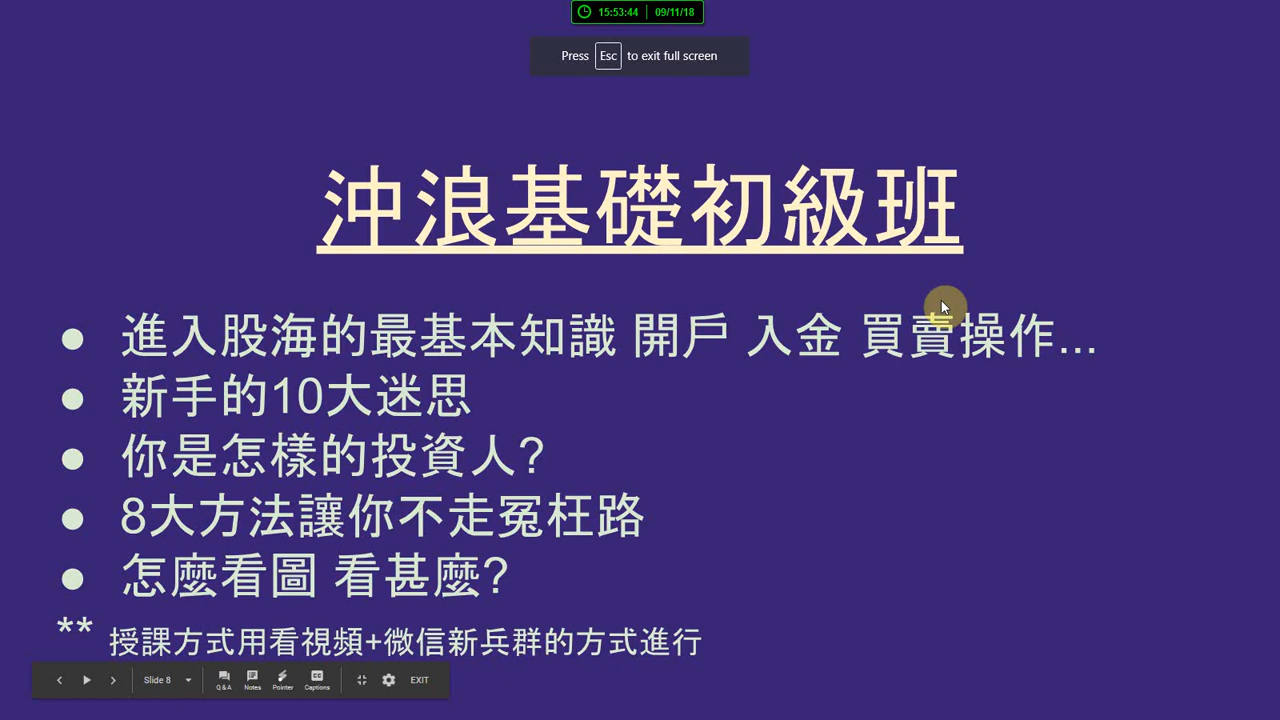 15:53:44 09/11/18
Press Esc to exit full screen
沖浪基礎初級班
● 進入股海的最基本知識 開戶 入金 買賣操作...
● 新手的10大迷思
● 你是怎樣的投資人?
● 8大方法讓你不走冤枉路
● 怎麼看圖 看甚麼?
** 授課方式用看視頻+微信新兵群的方式進行
Slide 8 Q&A Notes Pointer Captions EXIT